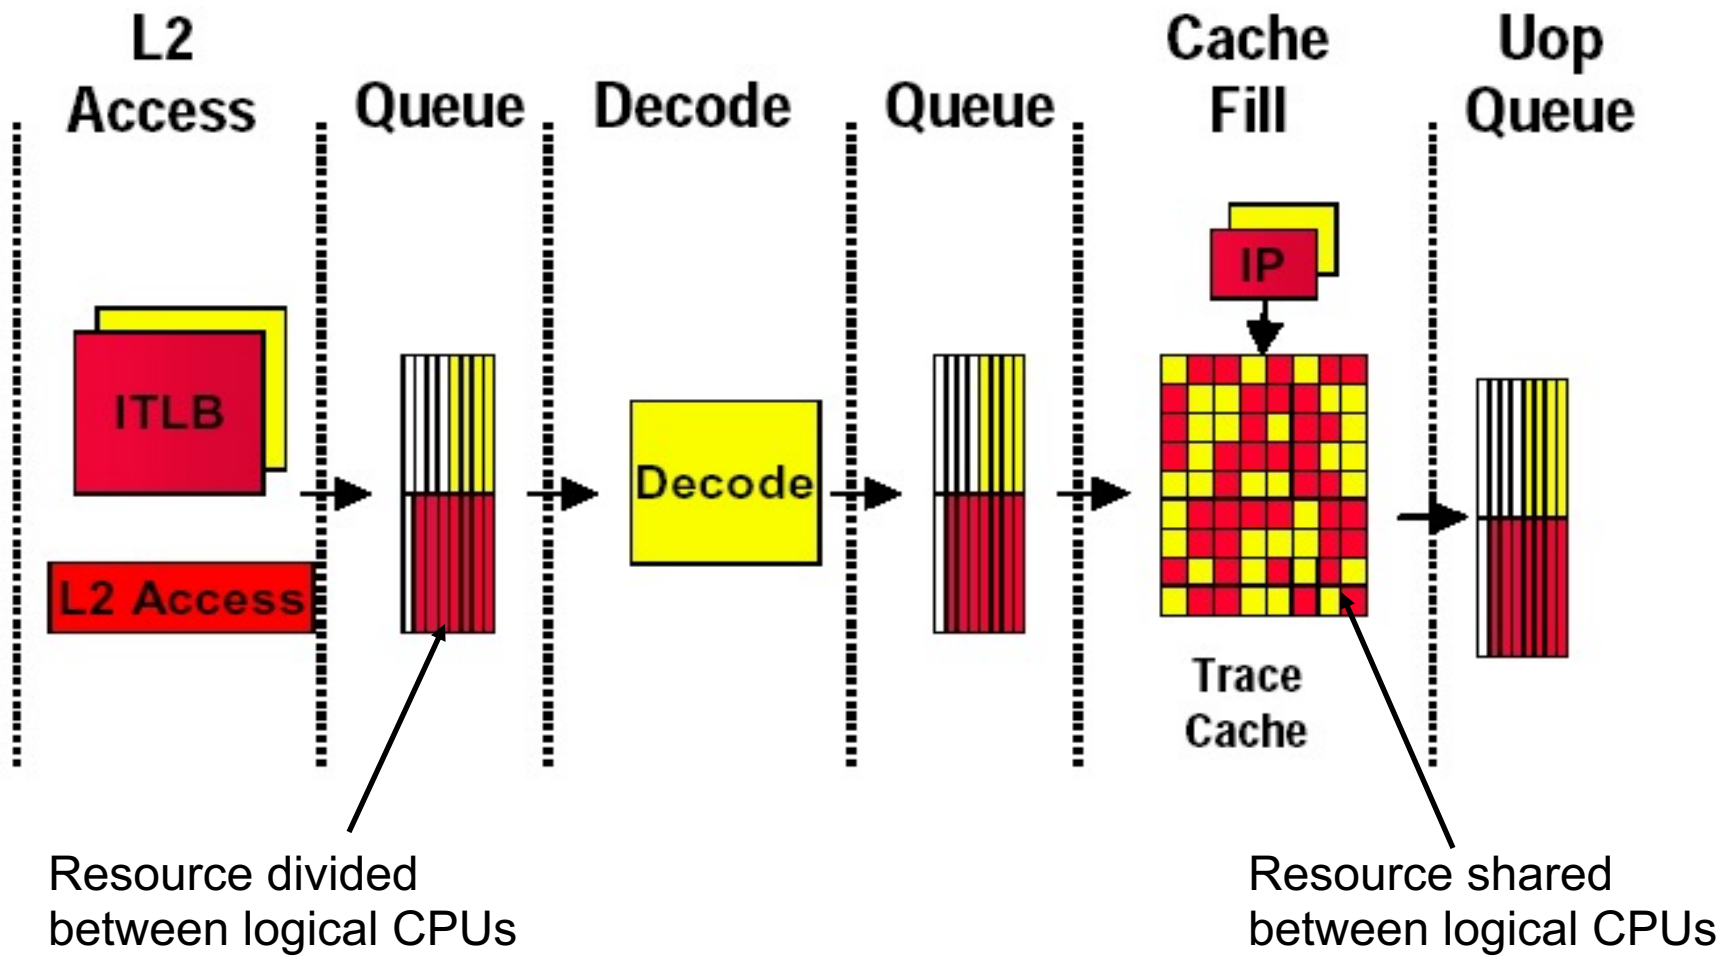 L2
Access
Queue
Decode
Queue
Cache
Fill
Uop
Queue
IP
ITLB
Decode
L2 Access
Trace
Cache
Resource divided
between logical CPUs
Resource shared
between logical CPUs